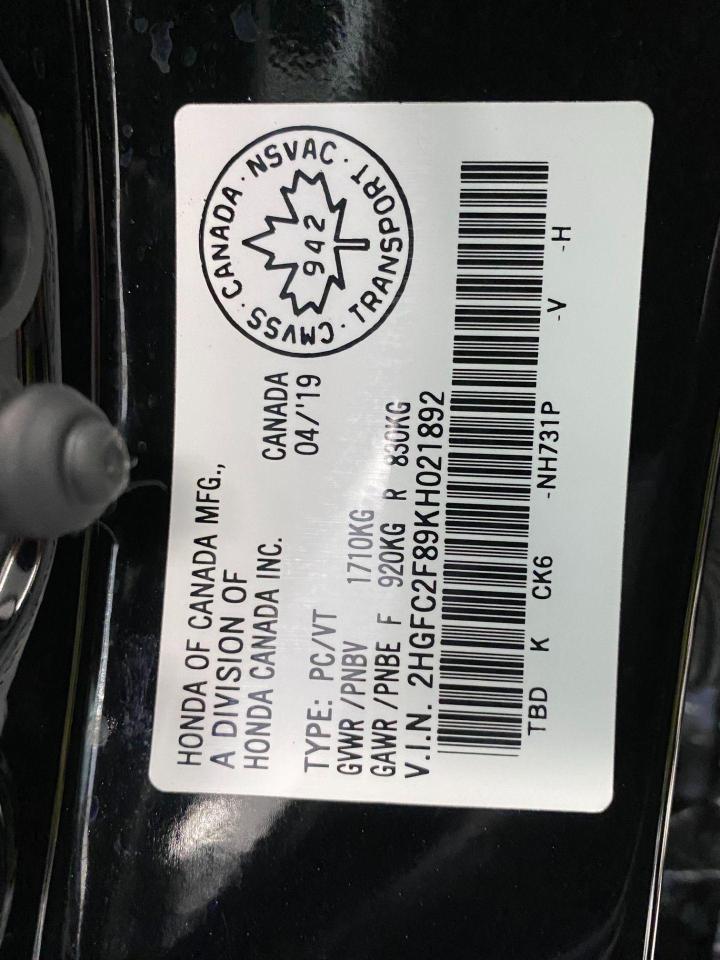 HONDA OF CANADA MFG.,
A DIVISION OF
HONDA CANADA INC.
CANADA
04/'19
CMVSS · CANADA · NSVAC · TRANSPORT ·
942
TYPE: PC/VT
GVWR /PNBV 1710KG
GAWR /PNBE F 920KG R 830KG
V.I.N. 2HGFC2F89KH021892
TBD K CK6 -NH731P -V -H